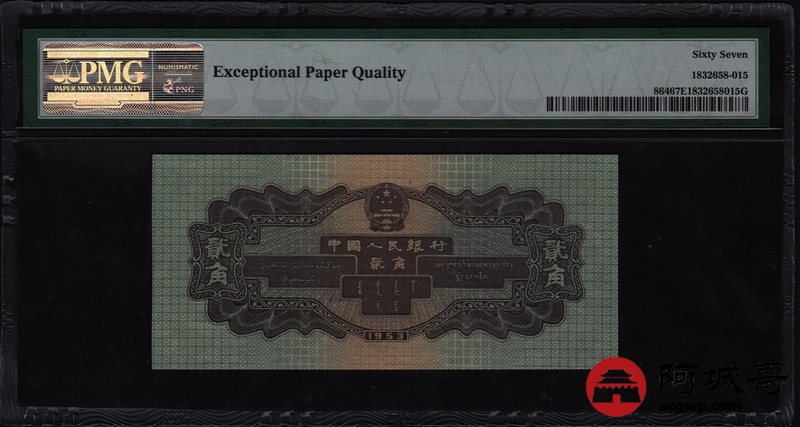 PMG
PAPER MONEY GUARANTY
NUMISMATIC
PNG
Exceptional Paper Quality
Sixty Seven
1832658-015
86467E1832658015G
中國人民銀行
貳角
貳角
貳角
1953
阿城哥
acgwp.com